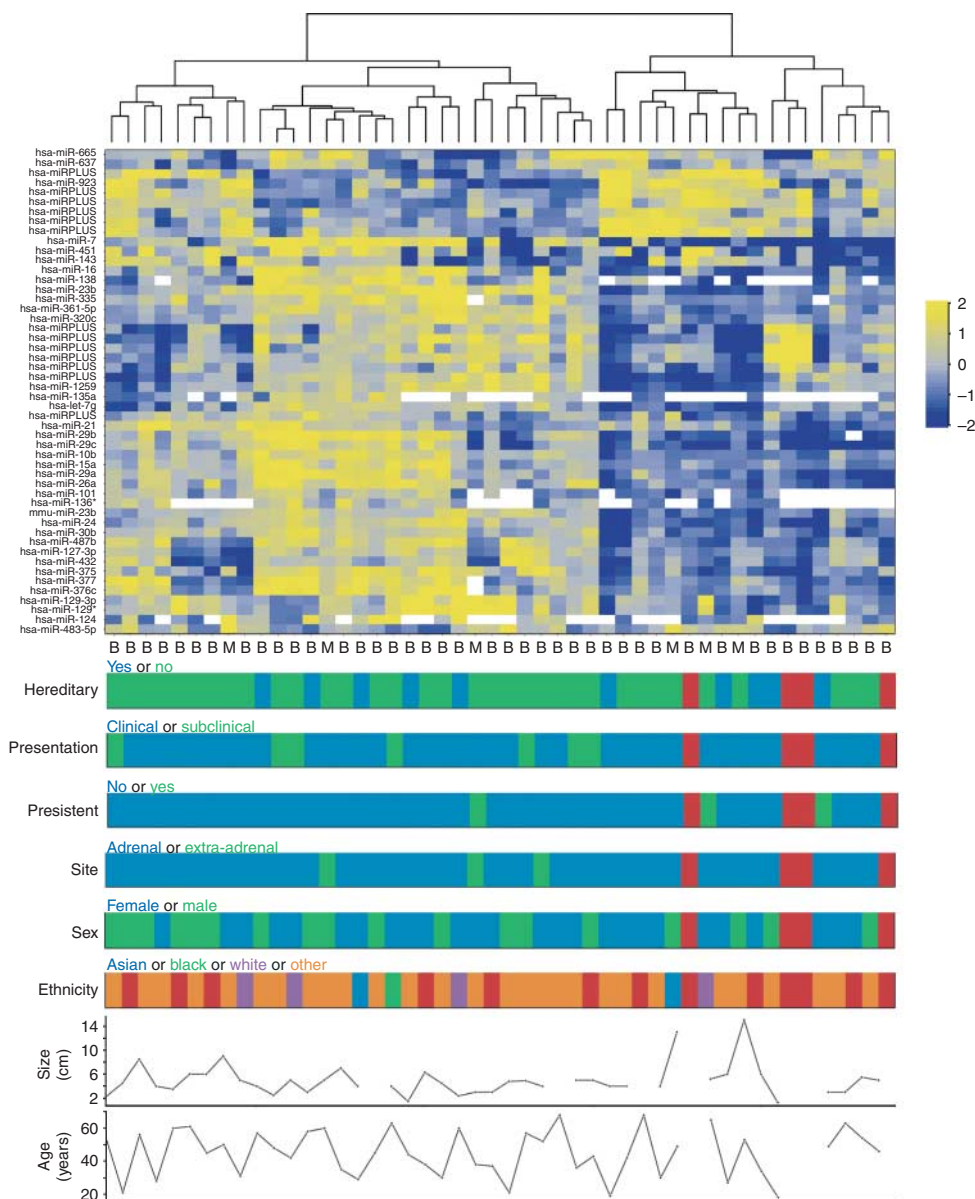 hsa-miR-665
hsa-miR-637
hsa-miRPLUS
hsa-miR-923
hsa-miRPLUS
hsa-miRPLUS
hsa-miRPLUS
hsa-miRPLUS
hsa-miRPLUS
hsa-miR-7
hsa-miR-451
hsa-miR-143
hsa-miR-16
hsa-miR-138
hsa-miR-23b
hsa-miR-335
hsa-miR-361-5p
hsa-miR-320c
hsa-miRPLUS
hsa-miRPLUS
hsa-miRPLUS
hsa-miRPLUS
hsa-miRPLUS
hsa-miRPLUS
hsa-miR-1259
hsa-miR-135a
hsa-let-7g
hsa-miRPLUS
hsa-miR-21
hsa-miR-29b
hsa-miR-29c
hsa-miR-10b
hsa-miR-15a
hsa-miR-29a
hsa-miR-26a
hsa-miR-101
hsa-miR-136*
mmu-miR-23b
hsa-miR-24
hsa-miR-30b
hsa-miR-487b
hsa-miR-127-3p
hsa-miR-432
hsa-miR-375
hsa-miR-377
hsa-miR-376c
hsa-miR-129-3p
hsa-miR-129*
hsa-miR-124
hsa-miR-483-5p
2
1
0
−1
−2
B B B B B B B M B B B B B M B B B B B B B B M B B B B B B B B B B B M B M B M B B B B B B B B B
Yes or no
Hereditary
Clinical or subclinical
Presentation
No or yes
Presistent
Adrenal or extra-adrenal
Site
Female or male
Sex
Asian or black or white or other
Ethnicity
Size
(cm)
14
10
6
2
Age
(years)
60
40
20